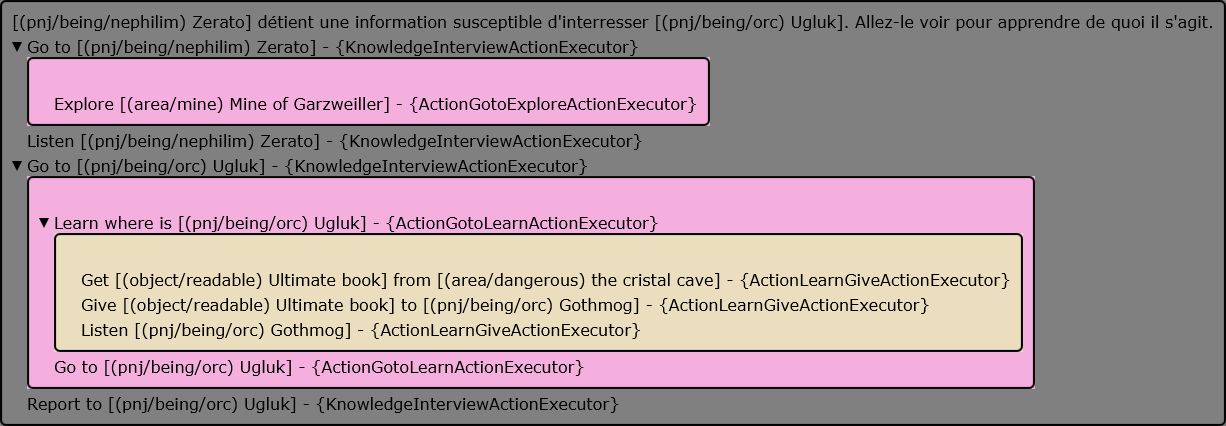 [(pnj/being/nephilim) Zerato] détient une information susceptible d'interresser [(pnj/being/orc) Ugluk]. Allez-le voir pour apprendre de quoi il s'agit.
▼ Go to [(pnj/being/nephilim) Zerato] - {KnowledgeInterviewActionExecutor}
Explore [(area/mine) Mine of Garzweiller] - {ActionGotoExploreActionExecutor}
Listen [(pnj/being/nephilim) Zerato] - {KnowledgeInterviewActionExecutor}
▼ Go to [(pnj/being/orc) Ugluk] - {KnowledgeInterviewActionExecutor}
▼ Learn where is [(pnj/being/orc) Ugluk] - {ActionGotoLearnActionExecutor}
Get [(object/readable) Ultimate book] from [(area/dangerous) the cristal cave] - {ActionLearnGiveActionExecutor}
Give [(object/readable) Ultimate book] to [(pnj/being/orc) Gothmog] - {ActionLearnGiveActionExecutor}
Listen [(pnj/being/orc) Gothmog] - {ActionLearnGiveActionExecutor}
Go to [(pnj/being/orc) Ugluk] - {ActionGotoLearnActionExecutor}
Report to [(pnj/being/orc) Ugluk] - {KnowledgeInterviewActionExecutor}